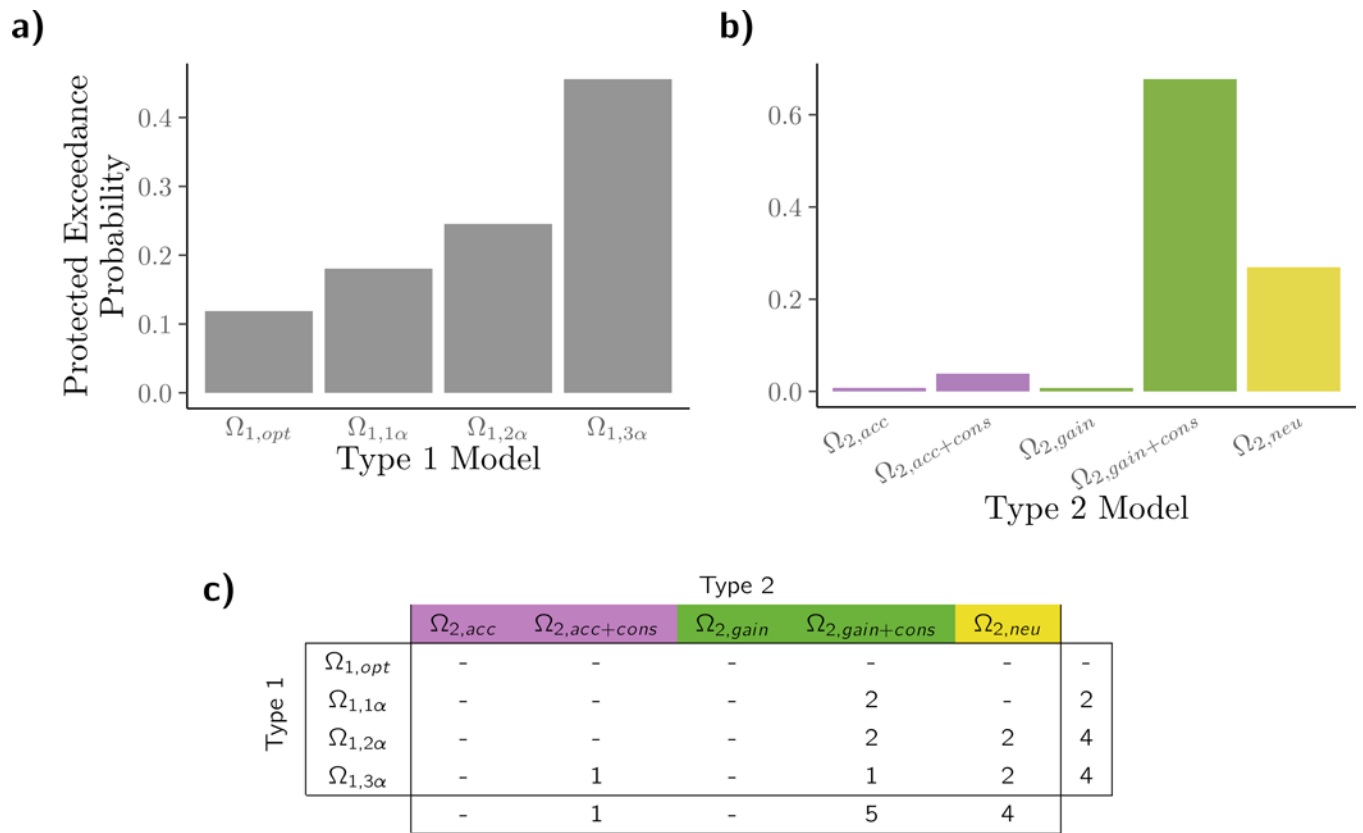 a)
Protected Exceedance
Probability
0.4
0.3
0.2
0.1
0.0
Ω1,opt Ω1,1α Ω1,2α Ω1,3α
Type 1 Model
b)
0.6
0.4
0.2
0.0
Ω2,acc Ω2,acc+cons Ω2,gain Ω2,gain+cons Ω2,neu
Type 2 Model
c)
Type 2
Ω2,acc Ω2,acc+cons Ω2,gain Ω2,gain+cons Ω2,neu
Type 1
Ω1,opt - - - - - -
Ω1,1α - - - 2 - 2
Ω1,2α - - - 2 2 4
Ω1,3α - 1 - 1 2 4
- 1 - 5 4